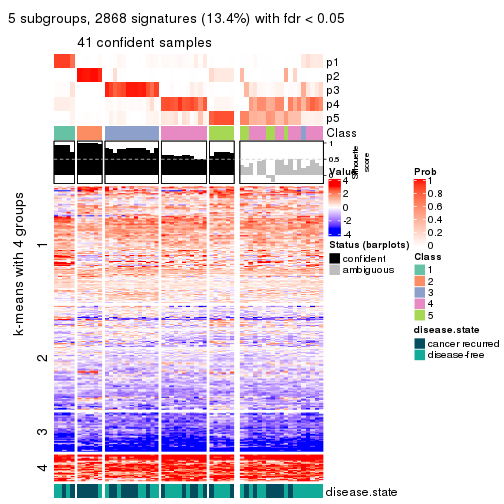 5 subgroups, 2868 signatures (13.4%) with fdr < 0.05
41 confident samples
p1
p2
p3
p4
p5
Class
1
0.5
0
Silhouette
score
k-means with 4 groups
1
2
3
4
disease.state
Value
4
2
0
-2
-4
Status (barplots)
confident
ambiguous
Prob
1
0.8
0.6
0.4
0.2
0
Class
1
2
3
4
5
disease.state
cancer recurred
disease-free